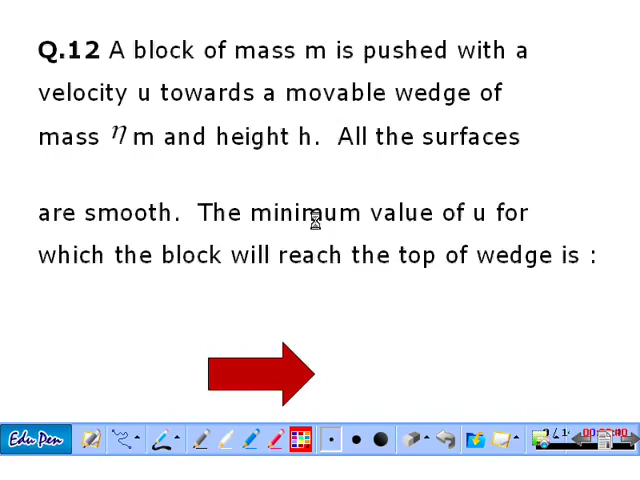 Q.12 A block of mass m is pushed with a
velocity u towards a movable wedge of
mass η m and height h. All the surfaces
are smooth. The minimum value of u for
which the block will reach the top of wedge is :
Edu Pen